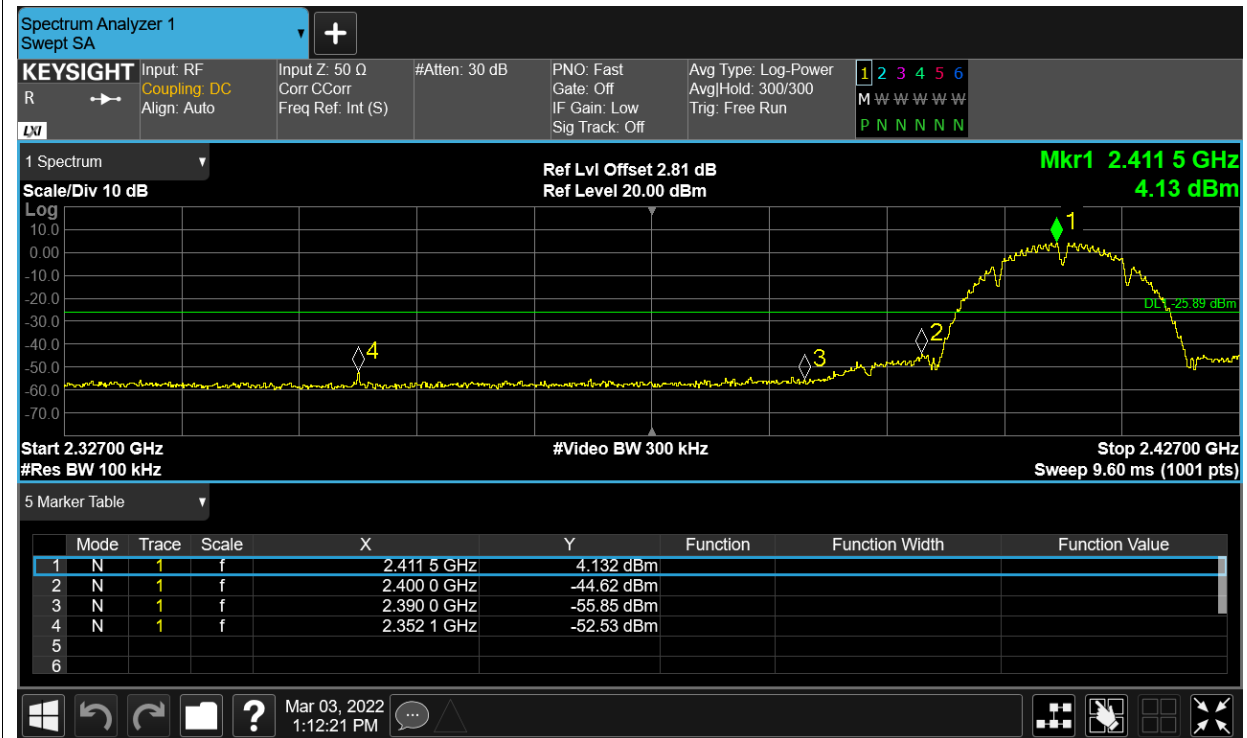 Spectrum Analyzer 1
Swept SA
KEYSIGHT Input: RF Input Z: 50 Ω #Atten: 30 dB PNO: Fast Avg Type: Log-Power 1 2 3 4 5 6
R Coupling: DC Corr CCorr Gate: Off Avg|Hold: 300/300 M W W W W W
Align: Auto Freq Ref: Int (S) IF Gain: Low Trig: Free Run
LXI Sig Track: Off P N N N N N
1 Spectrum Ref Lvl Offset 2.81 dB Mkr1 2.411 5 GHz
Scale/Div 10 dB Ref Level 20.00 dBm 4.13 dBm
Log
10.0 1
0.00
-10.0
-20.0
DL1 -25.89 dBm
-30.0
-40.0 2
4 3
-50.0
-60.0
-70.0
Start 2.32700 GHz #Video BW 300 kHz Stop 2.42700 GHz
#Res BW 100 kHz Sweep 9.60 ms (1001 pts)
5 Marker Table
Mode Trace Scale X Y Function Function Width Function Value
1 N 1 f 2.411 5 GHz 4.132 dBm
2 N 1 f 2.400 0 GHz -44.62 dBm
3 N 1 f 2.390 0 GHz -55.85 dBm
4 N 1 f 2.352 1 GHz -52.53 dBm
5
6
? Mar 03, 2022
1:12:21 PM